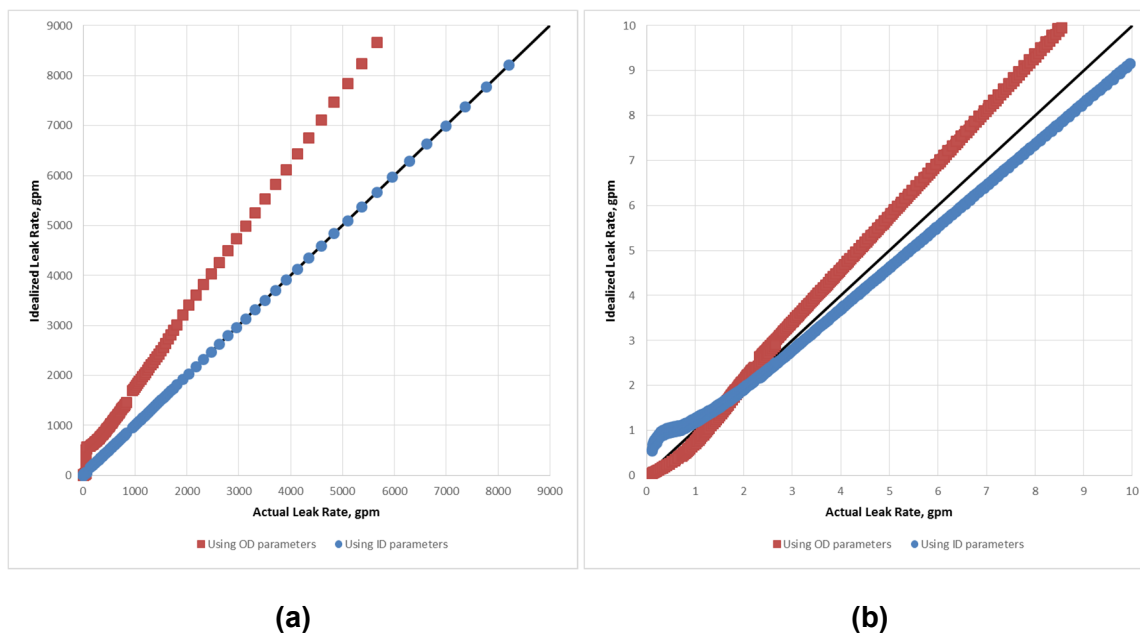 9000
8000
7000
6000
5000
4000
3000
2000
1000
0
Idealized Leak Rate, gpm
0 1000 2000 3000 4000 5000 6000 7000 8000 9000
Actual Leak Rate, gpm
Using OD parameters Using ID parameters
10
9
8
7
6
5
4
3
2
1
0
Idealized Leak Rate, gpm
0 1 2 3 4 5 6 7 8 9 10
Actual Leak Rate, gpm
Using OD parameters Using ID parameters
(a) (b)